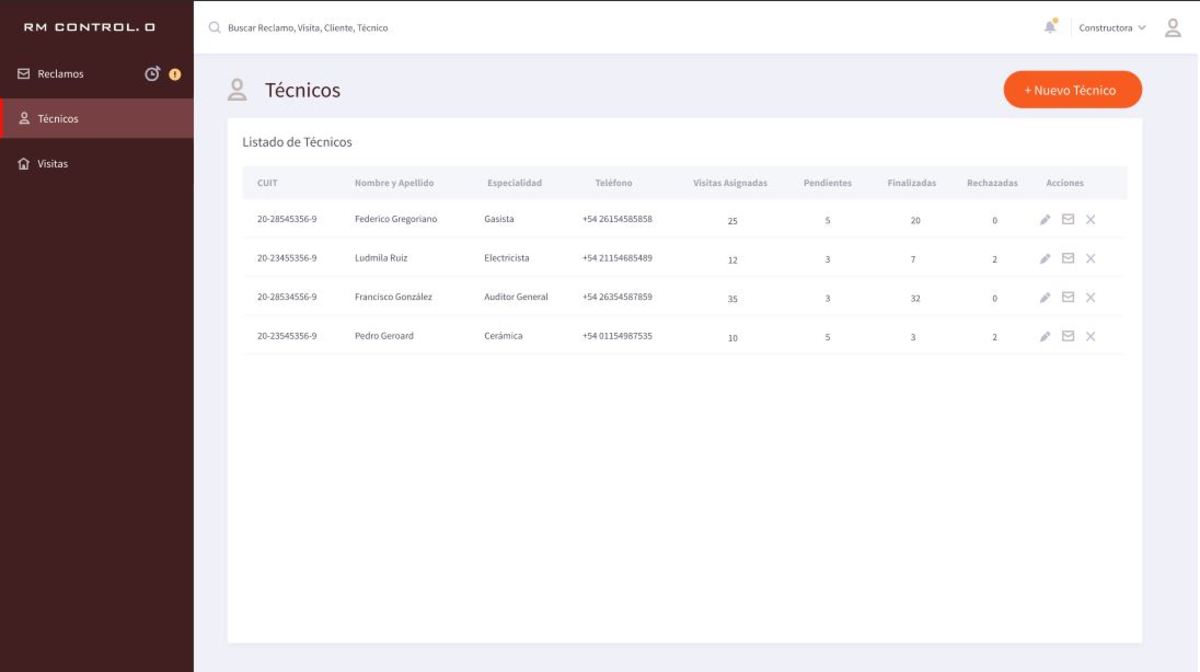 RM CONTROL.O
Buscar Reclamo, Visita, Cliente, Técnico
Constructora
Reclamos
Técnicos
Visitas
Técnicos
+ Nuevo Técnico
Listado de Técnicos
CUIT Nombre y Apellido Especialidad Teléfono Visitas Asignadas Pendientes Finalizadas Rechazadas Acciones
20-28545356-9 Federico Gregoriano Gasista +54 26154585858 25 5 20 0
20-23455356-9 Ludmila Ruiz Electricista +54 21154685489 12 3 7 2
20-28534556-9 Francisco González Auditor General +54 26354587859 35 3 32 0
20-23545356-9 Pedro Geroard Cerámica +54 01154987535 10 5 3 2